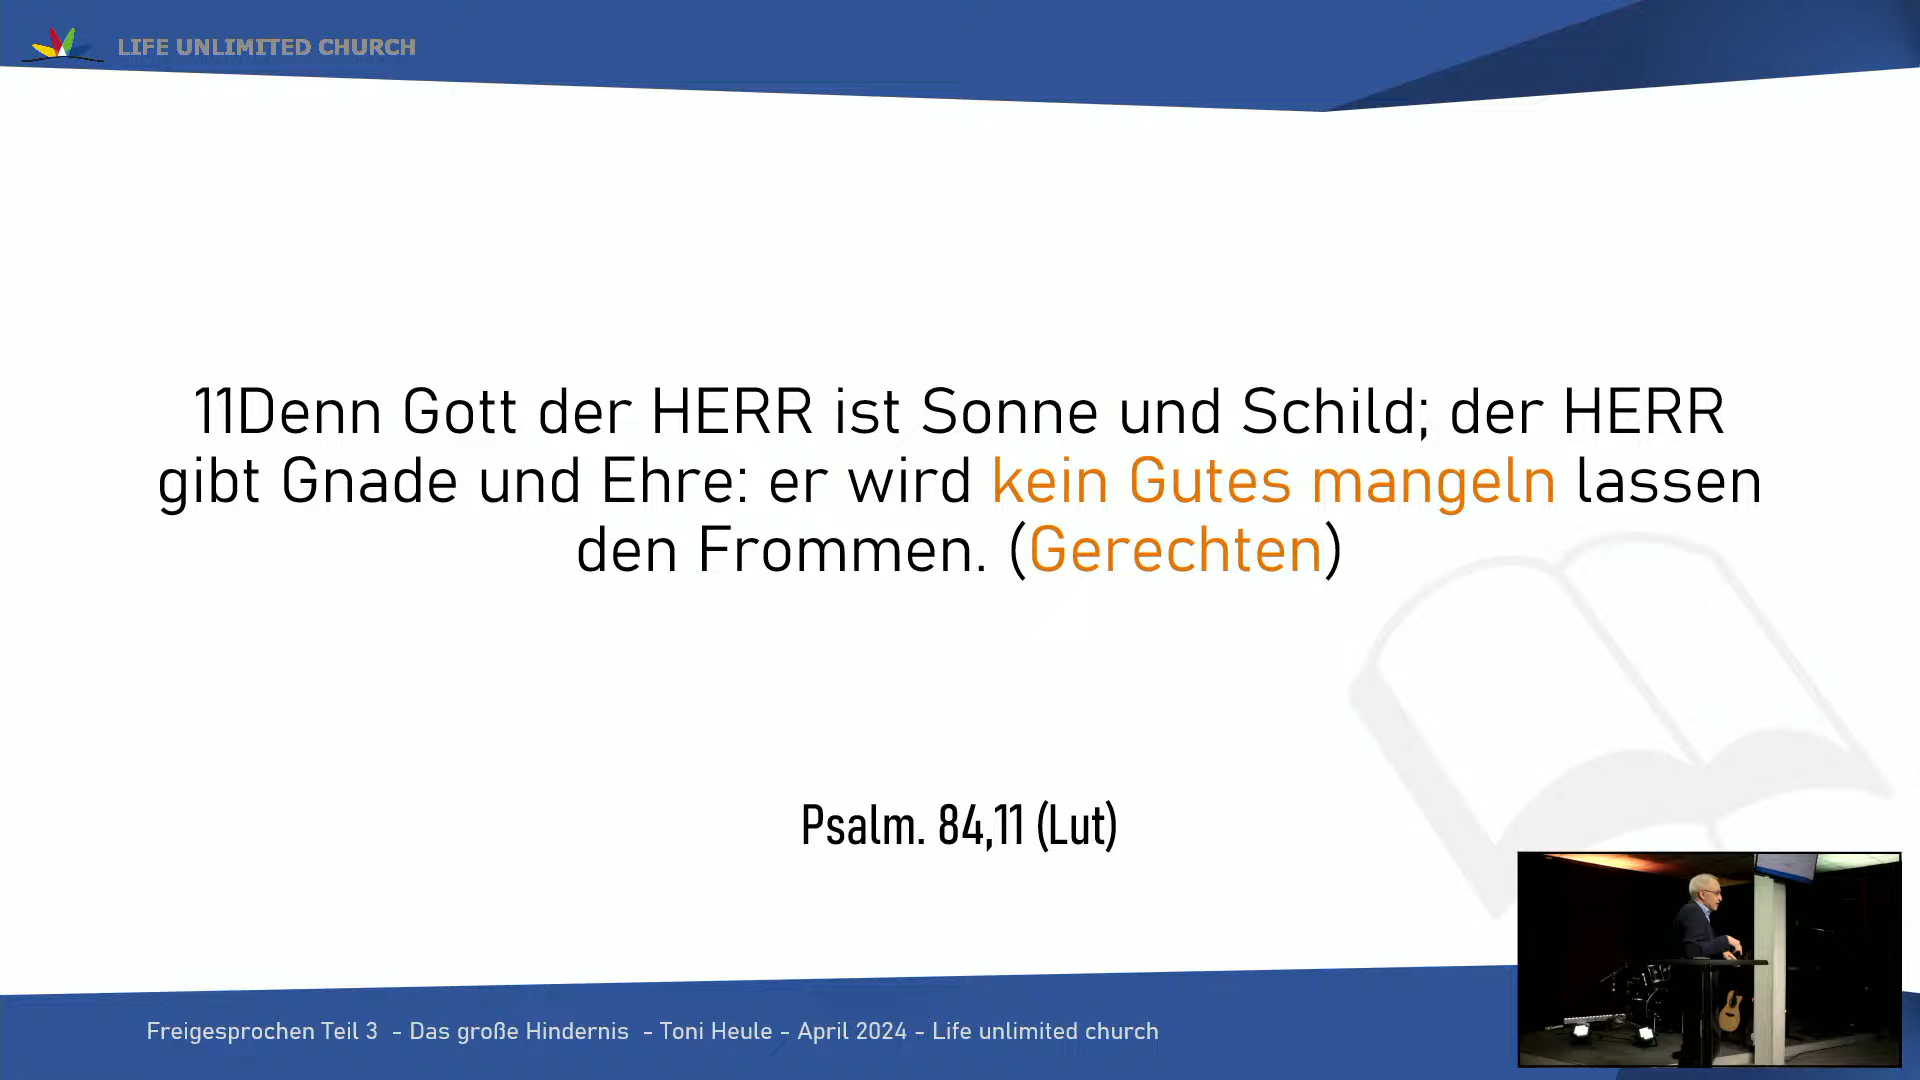 LIFE UNLIMITED CHURCH
11Denn Gott der HERR ist Sonne und Schild; der HERR
gibt Gnade und Ehre: er wird kein Gutes mangeln lassen
den Frommen. (Gerechten)
Psalm. 84,11 (Lut)
Freigesprochen Teil 3 - Das große Hindernis - Toni Heule - April 2024 - Life unlimited church